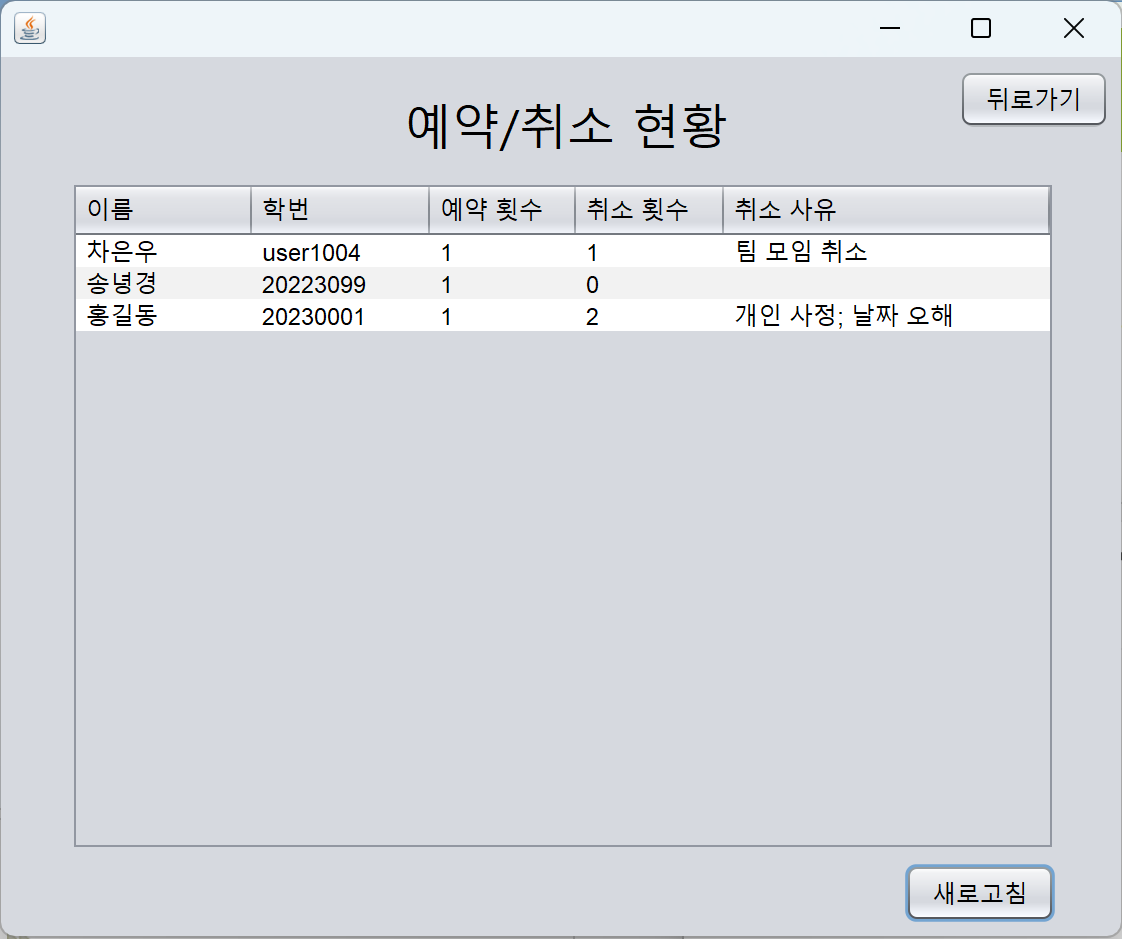 뒤로가기
예약/취소 현황
이름 학번 예약 횟수 취소 횟수 취소 사유
차은우 user1004 1 1 팀 모임 취소
송녕경 20223099 1 0
홍길동 20230001 1 2 개인 사정; 날짜 오해
새로고침